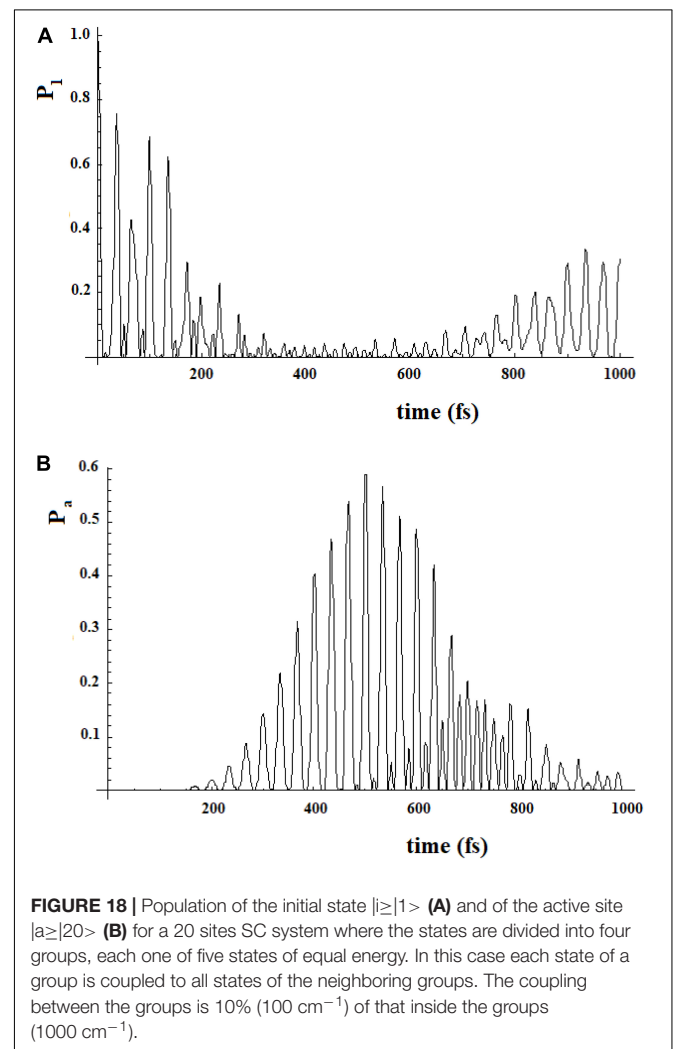 A
P1
1.0
0.8
0.6
0.4
0.2
200
400
600
800
1000
time (fs)
B
Pa
0.6
0.5
0.4
0.3
0.2
0.1
200
400
600
800
1000
time (fs)
FIGURE 18 | Population of the initial state |i≥|1> (A) and of the active site
|a≥|20> (B) for a 20 sites SC system where the states are divided into four
groups, each one of five states of equal energy. In this case each state of a
group is coupled to all states of the neighboring groups. The coupling
between the groups is 10% (100 cm⁻¹) of that inside the groups
(1000 cm⁻¹).